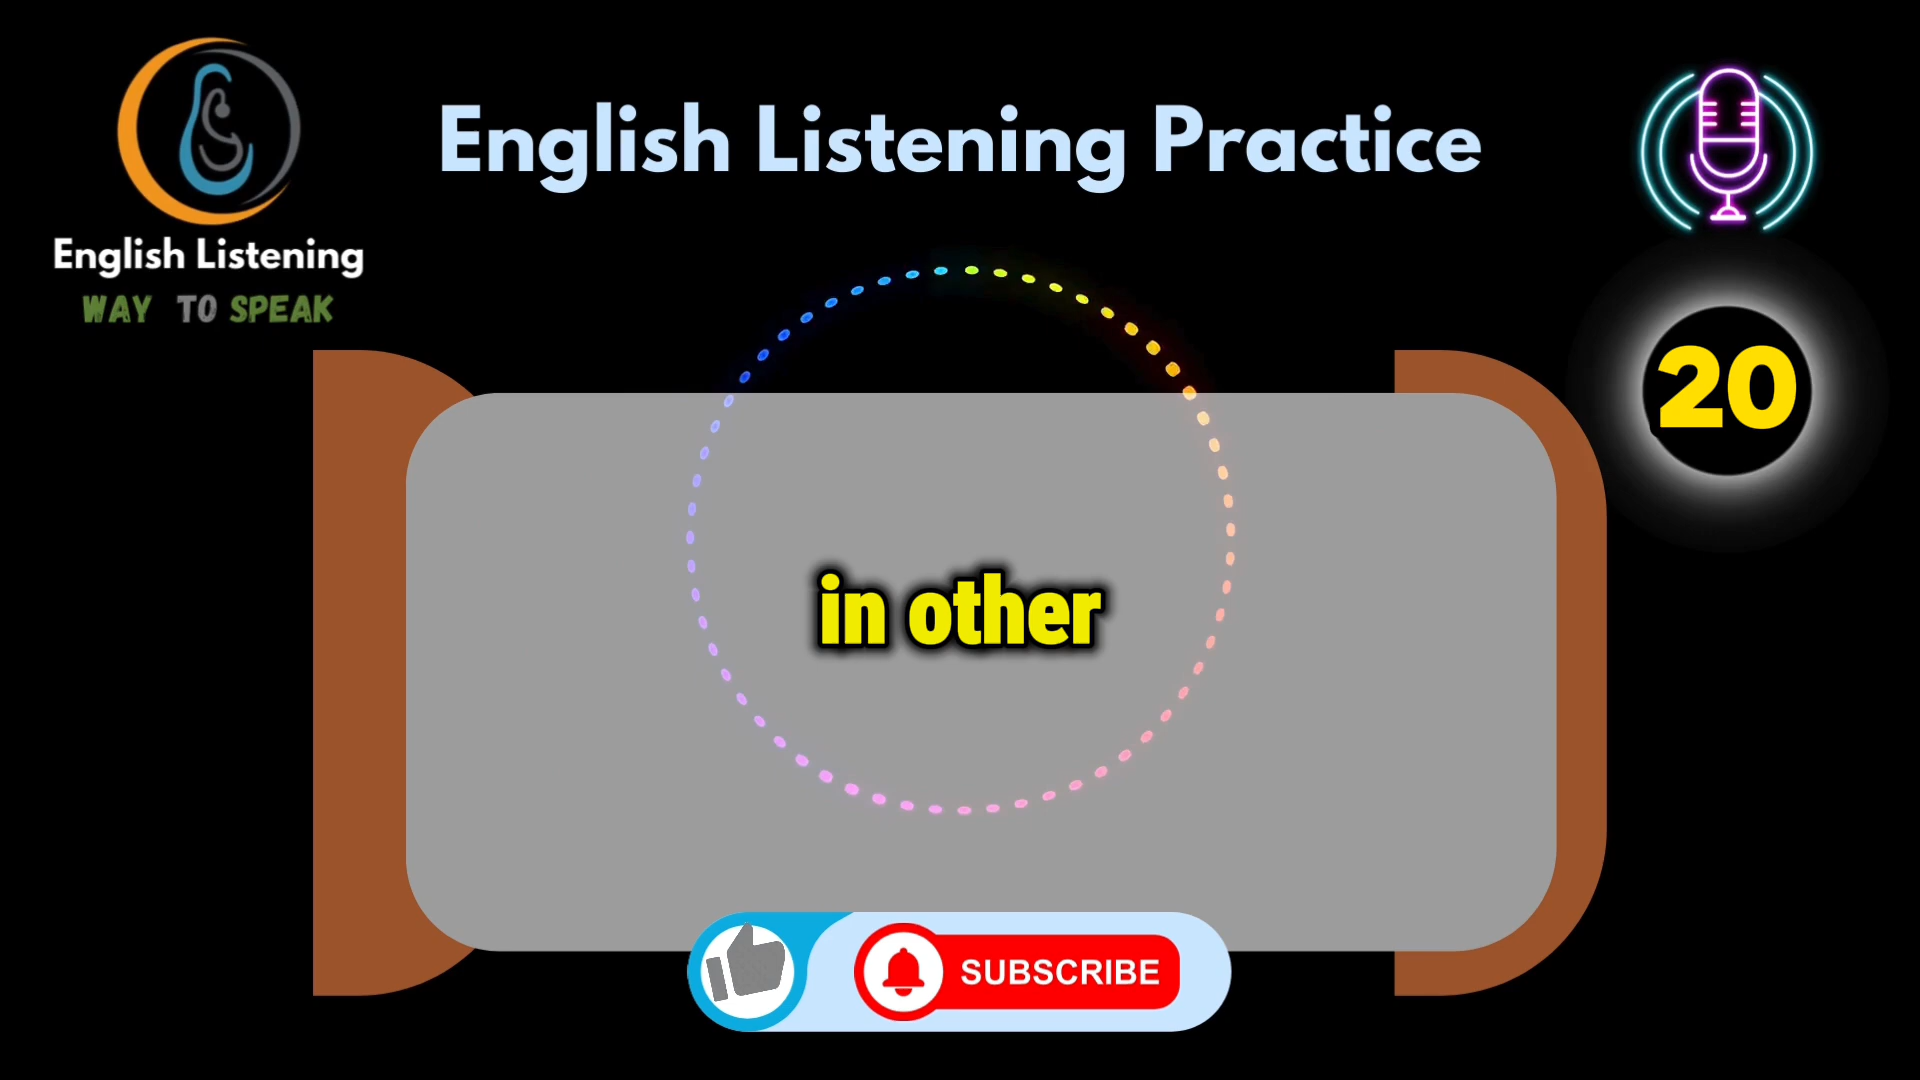 English Listening Practice
English Listening
WAY TO SPEAK
20
in other
SUBSCRIBE